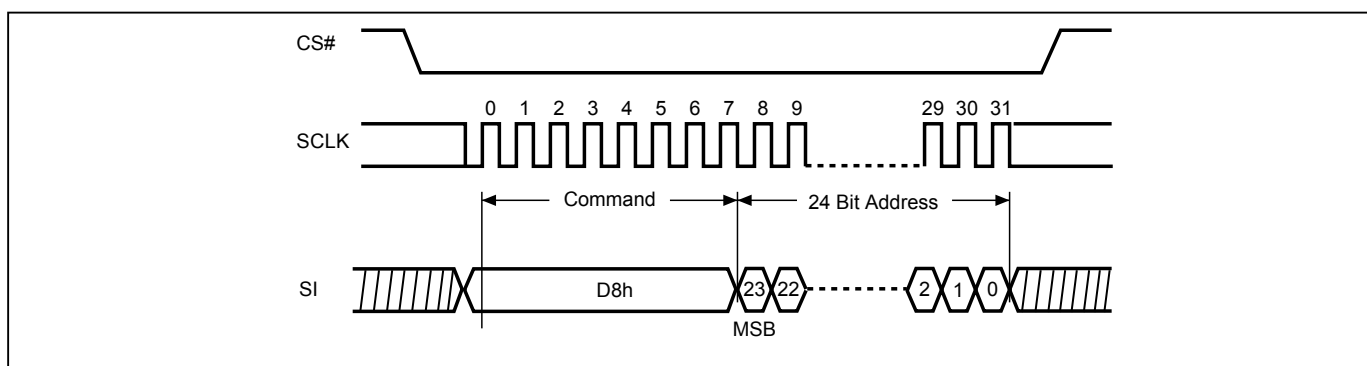 CS#
0 1 2 3 4 5 6 7 8 9 29 30 31
SCLK
Command 24 Bit Address
SI D8h 23 22 2 1 0
MSB